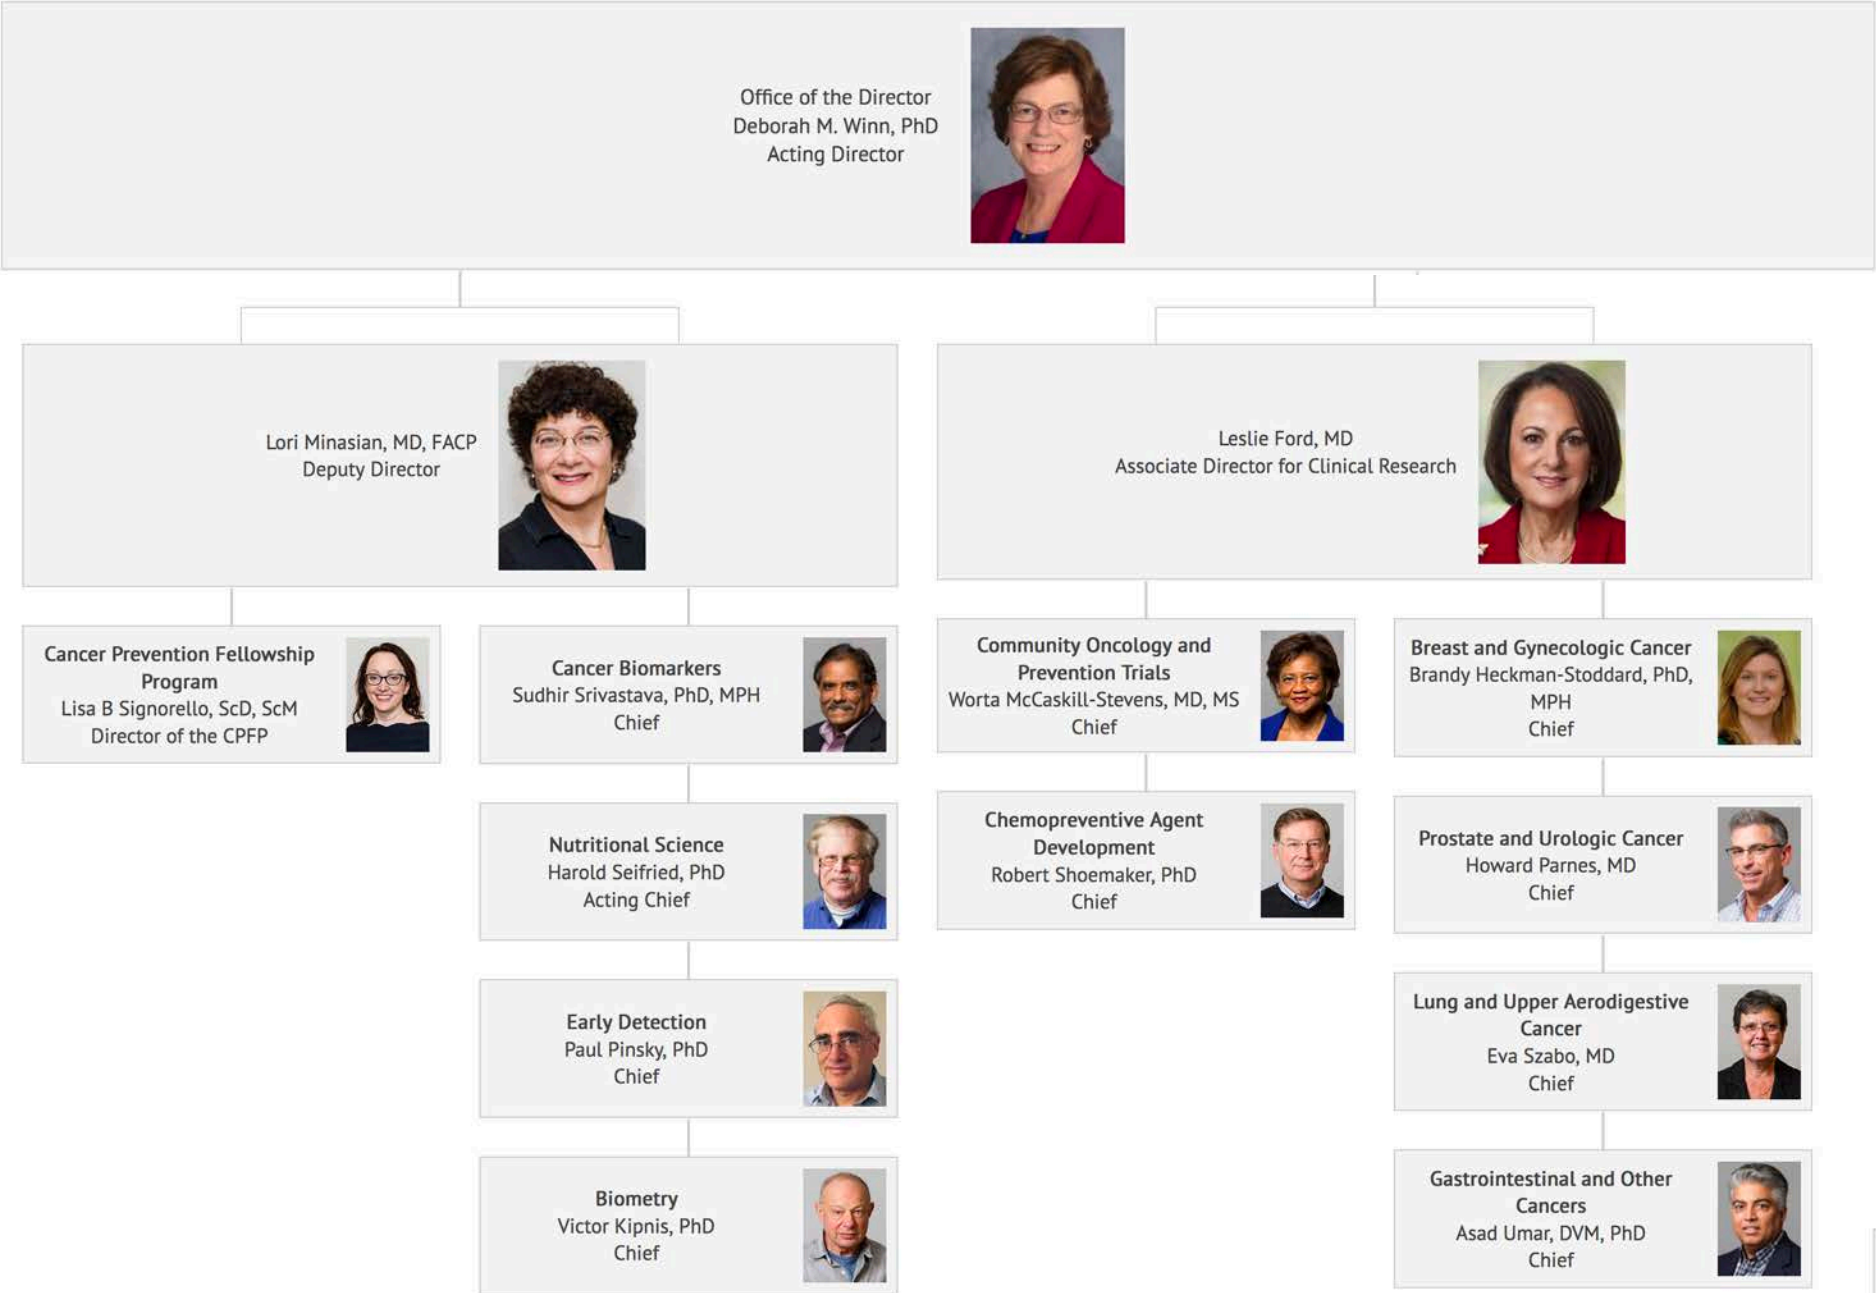 Office of the Director
Deborah M. Winn, PhD
Acting Director
Lori Minasian, MD, FACP
Deputy Director
Leslie Ford, MD
Associate Director for Clinical Research
Cancer Prevention Fellowship
Program
Lisa B Signorello, ScD, ScM
Director of the CPFP
Cancer Biomarkers
Sudhir Srivastava, PhD, MPH
Chief
Nutritional Science
Harold Seifried, PhD
Acting Chief
Early Detection
Paul Pinsky, PhD
Chief
Biometry
Victor Kipnis, PhD
Chief
Community Oncology and
Prevention Trials
Worta McCaskill-Stevens, MD, MS
Chief
Chemopreventive Agent
Development
Robert Shoemaker, PhD
Chief
Breast and Gynecologic Cancer
Brandy Heckman-Stoddard, PhD,
MPH
Chief
Prostate and Urologic Cancer
Howard Parnes, MD
Chief
Lung and Upper Aerodigestive
Cancer
Eva Szabo, MD
Chief
Gastrointestinal and Other
Cancers
Asad Umar, DVM, PhD
Chief